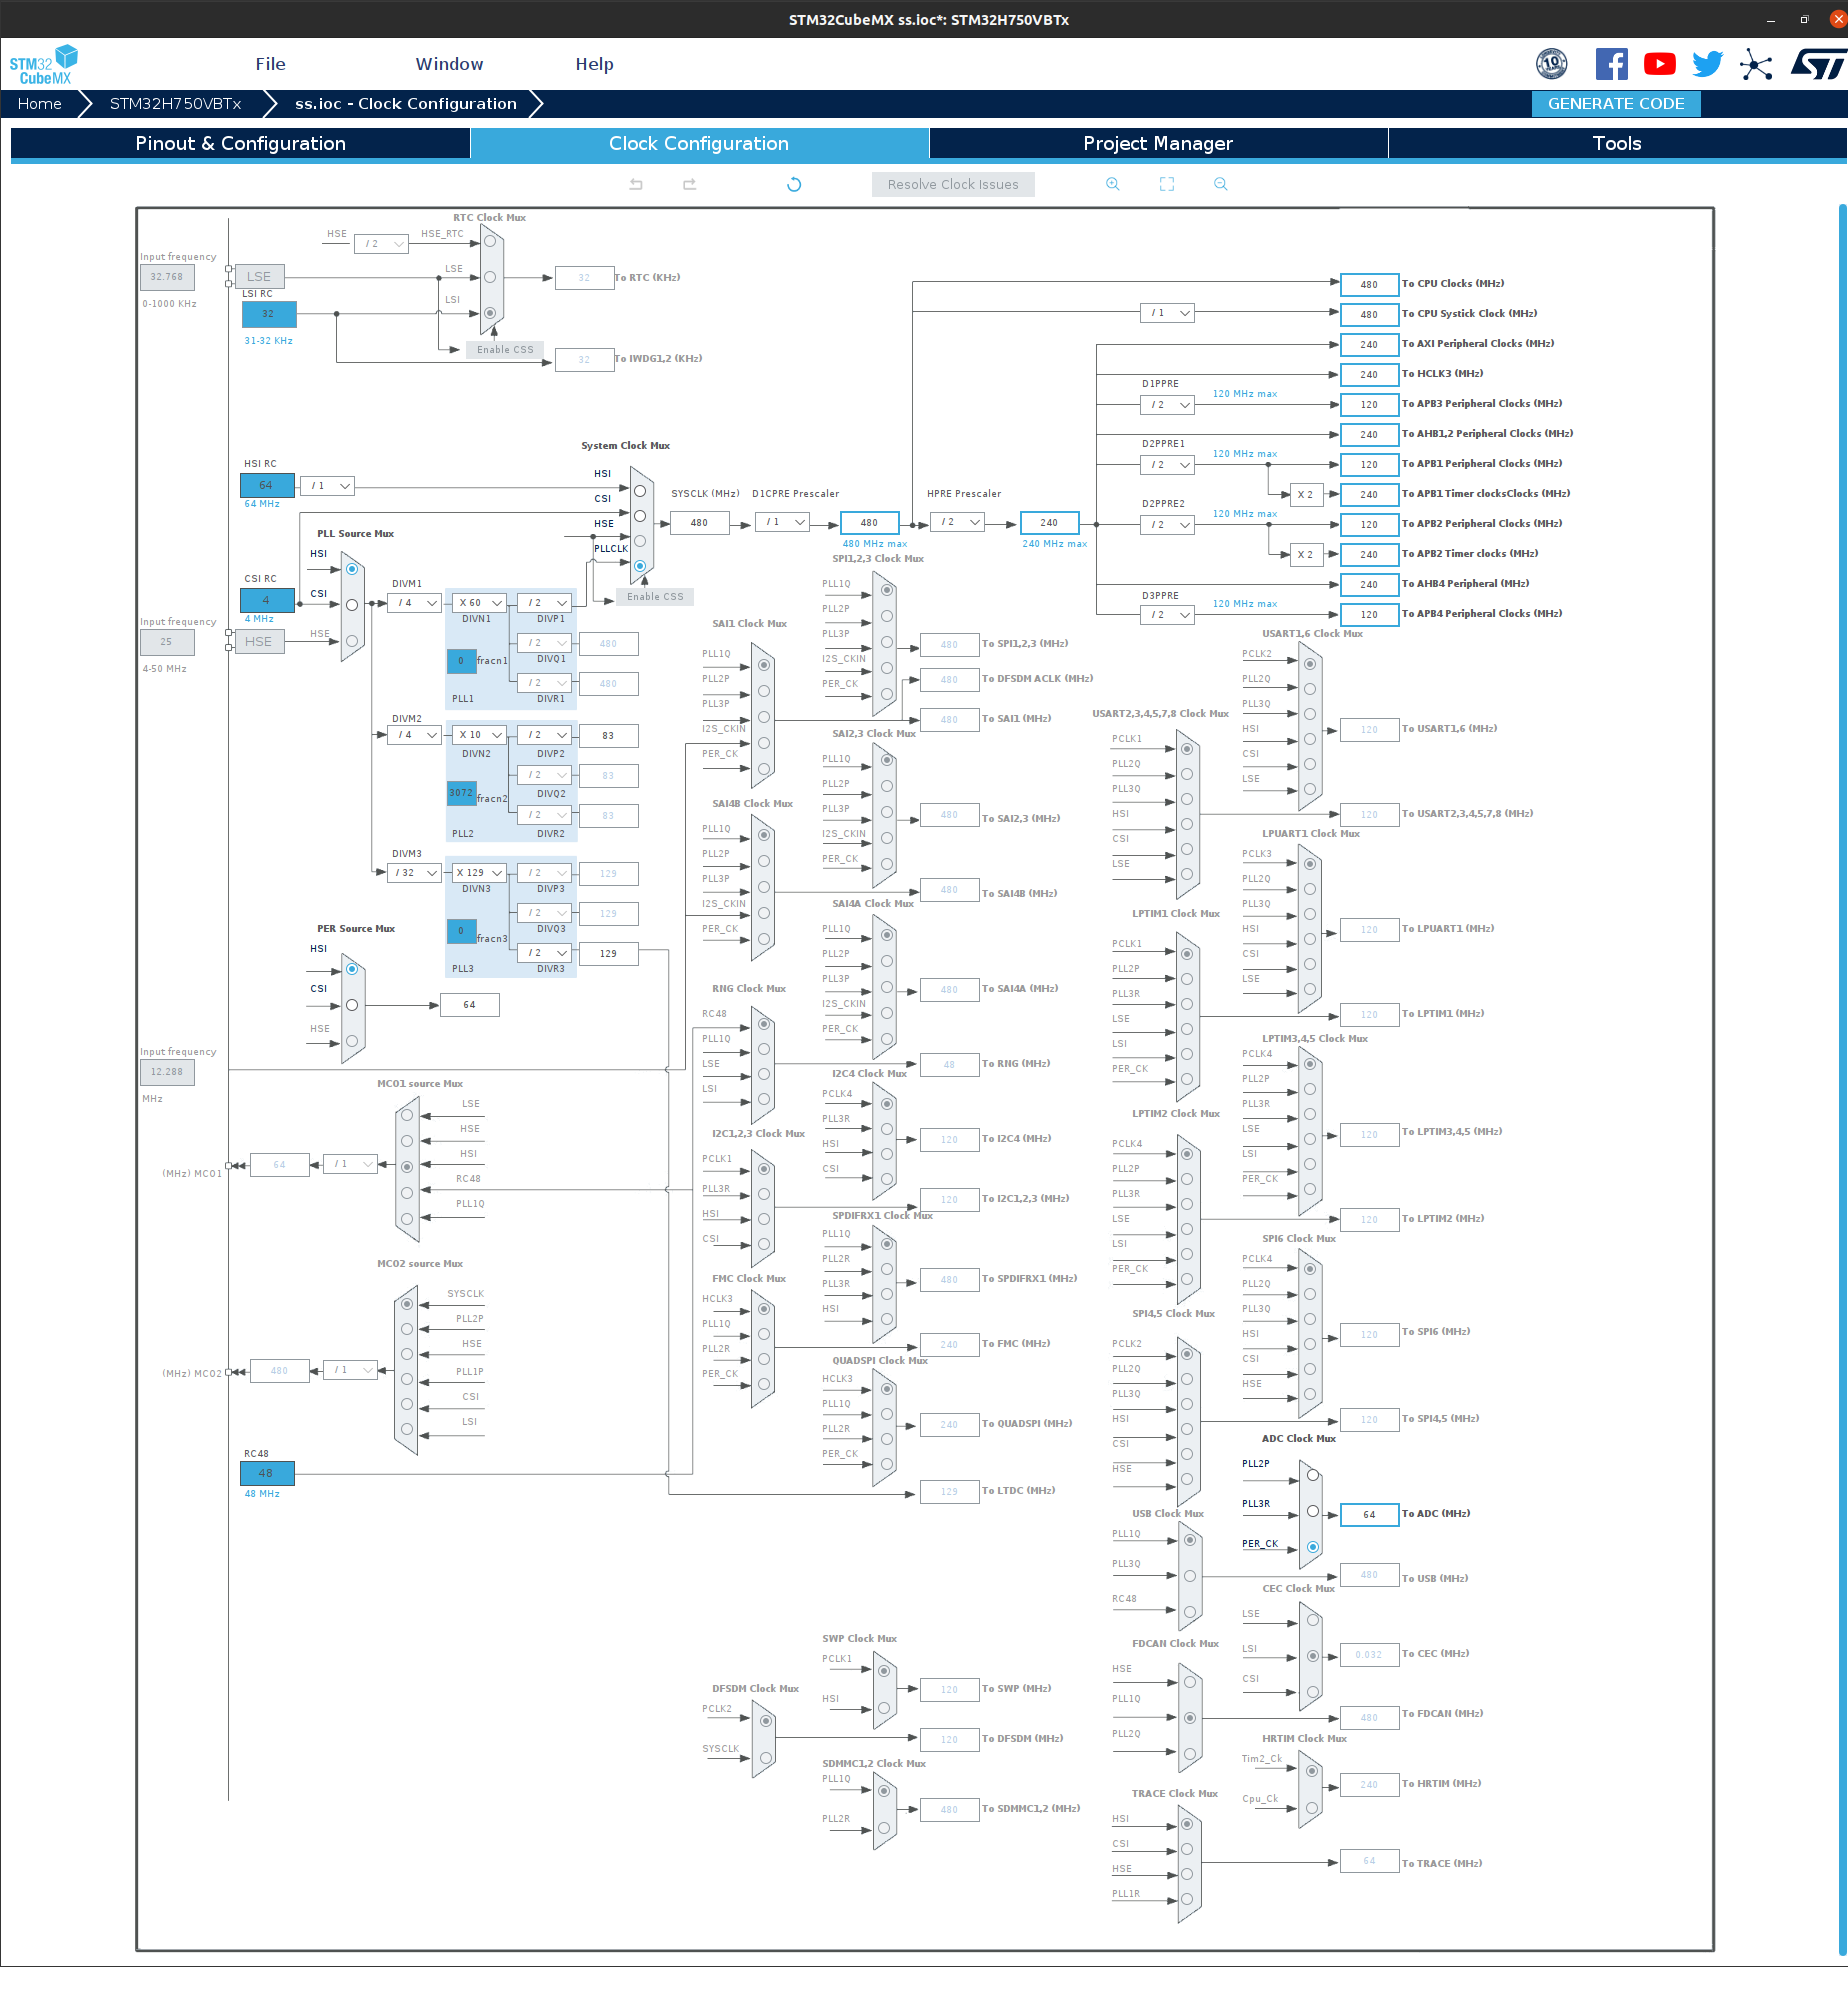 STM32CubeMX ss.ioc*: STM32H750VBTx
STM32
CubeMX
File
Window
Help
10
ST
Home
STM32H750VBTx
ss.ioc - Clock Configuration
GENERATE CODE
Pinout & Configuration
Clock Configuration
Project Manager
Tools
Resolve Clock Issues
RTC Clock Mux
HSE
/ 2
HSE_RTC
Input frequency
32.768
0-1000 KHz
LSE
LSE
32
To RTC (KHz)
LSI RC
32
31-32 KHz
LSI
Enable CSS
32
To IWDG1,2 (KHz)
480
To CPU Clocks (MHz)
/ 1
480
To CPU Systick Clock (MHz)
240
To AXI Peripheral Clocks (MHz)
240
To HCLK3 (MHz)
D1PPRE
/ 2
120 MHz max
120
To APB3 Peripheral Clocks (MHz)
240
To AHB1,2 Peripheral Clocks (MHz)
D2PPRE1
/ 2
120 MHz max
120
To APB1 Peripheral Clocks (MHz)
X 2
240
To APB1 Timer clocksClocks (MHz)
D2PPRE2
/ 2
120 MHz max
120
To APB2 Peripheral Clocks (MHz)
X 2
240
To APB2 Timer clocks (MHz)
240
To AHB4 Peripheral (MHz)
D3PPRE
/ 2
120 MHz max
120
To APB4 Peripheral Clocks (MHz)
System Clock Mux
HSI RC
64
64 MHz
/ 1
HSI
CSI
HSE
PLLCLK
Enable CSS
SYSCLK (MHz)
480
D1CPRE Prescaler
/ 1
480
480 MHz max
HPRE Prescaler
/ 2
240
240 MHz max
PLL Source Mux
HSI
CSI RC
4
4 MHz
CSI
Input frequency
25
4-50 MHz
HSE
HSE
DIVM1
/ 4
X 60
DIVN1
/ 2
DIVP1
0
fracn1
/ 2
DIVQ1
480
/ 2
DIVR1
480
PLL1
DIVM2
/ 4
X 10
DIVN2
/ 2
DIVP2
83
3072
fracn2
/ 2
DIVQ2
83
/ 2
DIVR2
83
PLL2
DIVM3
/ 32
X 129
DIVN3
/ 2
DIVP3
129
0
fracn3
/ 2
DIVQ3
129
/ 2
DIVR3
129
PLL3
PER Source Mux
HSI
CSI
HSE
64
Input frequency
12.288
MHz
MCO1 source Mux
LSE
HSE
HSI
RC48
PLL1Q
/ 1
64
(MHz) MCO1
MCO2 source Mux
SYSCLK
PLL2P
HSE
PLL1P
CSI
LSI
/ 1
480
(MHz) MCO2
RC48
48
48 MHz
SPI1,2,3 Clock Mux
PLL1Q
PLL2P
PLL3P
I2S_CKIN
PER_CK
480
To SPI1,2,3 (MHz)
480
To DFSDM ACLK (MHz)
SAI1 Clock Mux
PLL1Q
PLL2P
PLL3P
I2S_CKIN
PER_CK
480
To SAI1 (MHz)
SAI2,3 Clock Mux
PLL1Q
PLL2P
PLL3P
I2S_CKIN
PER_CK
480
To SAI2,3 (MHz)
SAI4B Clock Mux
PLL1Q
PLL2P
PLL3P
I2S_CKIN
PER_CK
480
To SAI4B (MHz)
SAI4A Clock Mux
PLL1Q
PLL2P
PLL3P
I2S_CKIN
PER_CK
480
To SAI4A (MHz)
RNG Clock Mux
RC48
PLL1Q
LSE
LSI
48
To RNG (MHz)
I2C4 Clock Mux
PCLK4
PLL3R
HSI
CSI
120
To I2C4 (MHz)
I2C1,2,3 Clock Mux
PCLK1
PLL3R
HSI
CSI
120
To I2C1,2,3 (MHz)
SPDIFRX1 Clock Mux
PLL1Q
PLL2R
PLL3R
HSI
480
To SPDIFRX1 (MHz)
FMC Clock Mux
HCLK3
PLL1Q
PLL2R
PER_CK
240
To FMC (MHz)
QUADSPI Clock Mux
HCLK3
PLL1Q
PLL2R
PER_CK
240
To QUADSPI (MHz)
129
To LTDC (MHz)
SWP Clock Mux
PCLK1
HSI
120
To SWP (MHz)
DFSDM Clock Mux
PCLK2
SYSCLK
120
To DFSDM (MHz)
SDMMC1,2 Clock Mux
PLL1Q
PLL2R
480
To SDMMC1,2 (MHz)
USART1,6 Clock Mux
PCLK2
PLL2Q
PLL3Q
HSI
CSI
LSE
120
To USART1,6 (MHz)
USART2,3,4,5,7,8 Clock Mux
PCLK1
PLL2Q
PLL3Q
HSI
CSI
LSE
120
To USART2,3,4,5,7,8 (MHz)
LPUART1 Clock Mux
PCLK3
PLL2Q
PLL3Q
HSI
CSI
LSE
120
To LPUART1 (MHz)
LPTIM1 Clock Mux
PCLK1
PLL2P
PLL3R
LSE
LSI
PER_CK
120
To LPTIM1 (MHz)
LPTIM3,4,5 Clock Mux
PCLK4
PLL2P
PLL3R
LSE
LSI
PER_CK
120
To LPTIM3,4,5 (MHz)
LPTIM2 Clock Mux
PCLK4
PLL2P
PLL3R
LSE
LSI
PER_CK
120
To LPTIM2 (MHz)
SPI6 Clock Mux
PCLK4
PLL2Q
PLL3Q
HSI
CSI
HSE
120
To SPI6 (MHz)
SPI4,5 Clock Mux
PCLK2
PLL2Q
PLL3Q
HSI
CSI
HSE
120
To SPI4,5 (MHz)
ADC Clock Mux
PLL2P
PLL3R
PER_CK
64
To ADC (MHz)
USB Clock Mux
PLL1Q
PLL3Q
RC48
480
To USB (MHz)
CEC Clock Mux
LSE
LSI
CSI
0.032
To CEC (MHz)
FDCAN Clock Mux
HSE
PLL1Q
PLL2Q
480
To FDCAN (MHz)
HRTIM Clock Mux
Tim2_Ck
Cpu_Ck
240
To HRTIM (MHz)
TRACE Clock Mux
HSI
CSI
HSE
PLL1R
64
To TRACE (MHz)